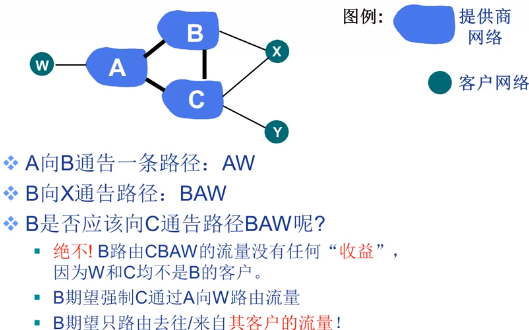 图例:
提供商
网络
B
X
W
A
客户网络
C
Y
A向B通告一条路径：AW
B向X通告路径：BAW
B是否应该向C通告路径BAW呢?
绝不! B路由CBAW的流量没有任何“收益”，
因为W和C均不是B的客户。
B期望强制C通过A向W路由流量
B期望只路由去往/来自其客户的流量！